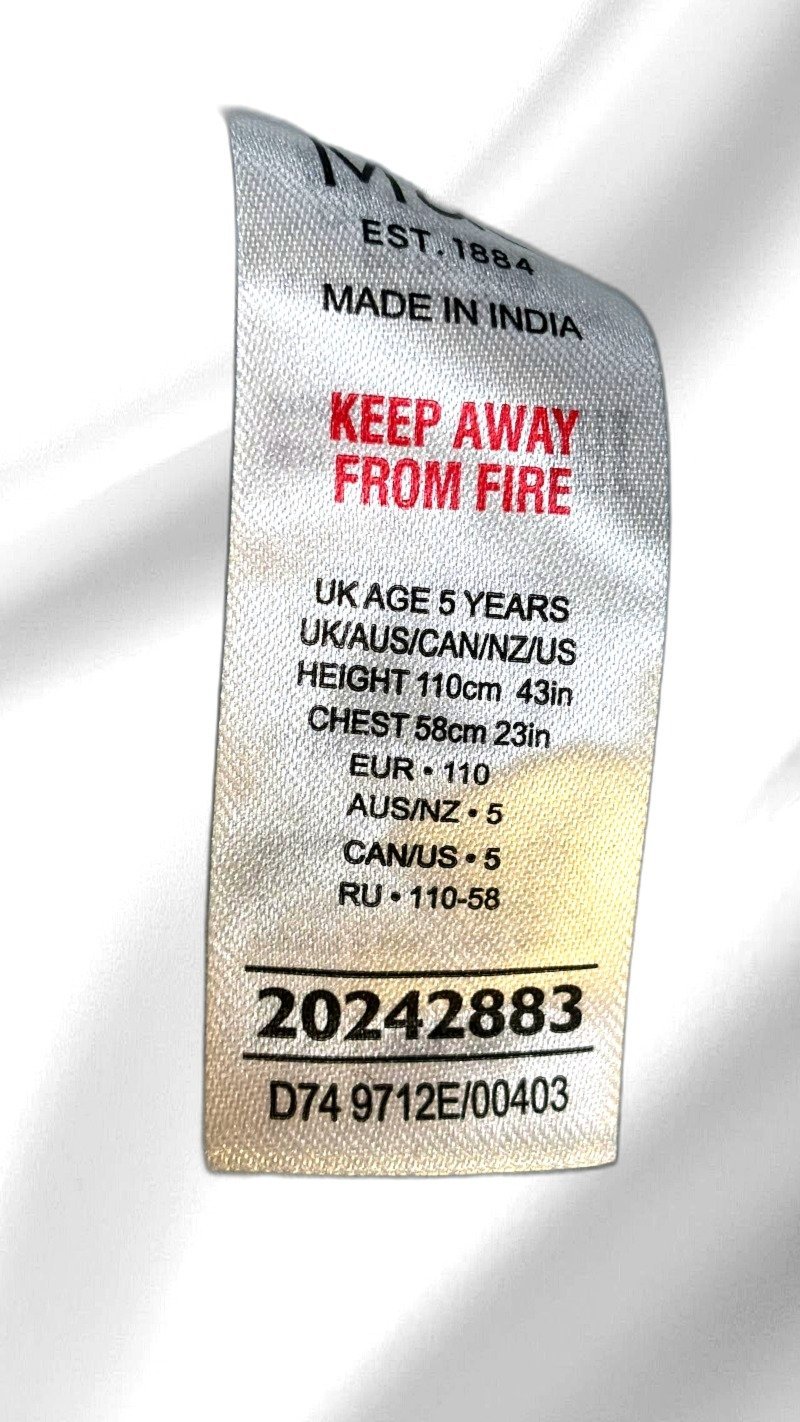 EST. 1884
MADE IN INDIA
KEEP AWAY
FROM FIRE
UK AGE 5 YEARS
UK/AUS/CAN/NZ/US
HEIGHT 110cm 43in
CHEST 58cm 23in
EUR • 110
AUS/NZ • 5
CAN/US • 5
RU • 110-58
20242883
D74 9712E/00403